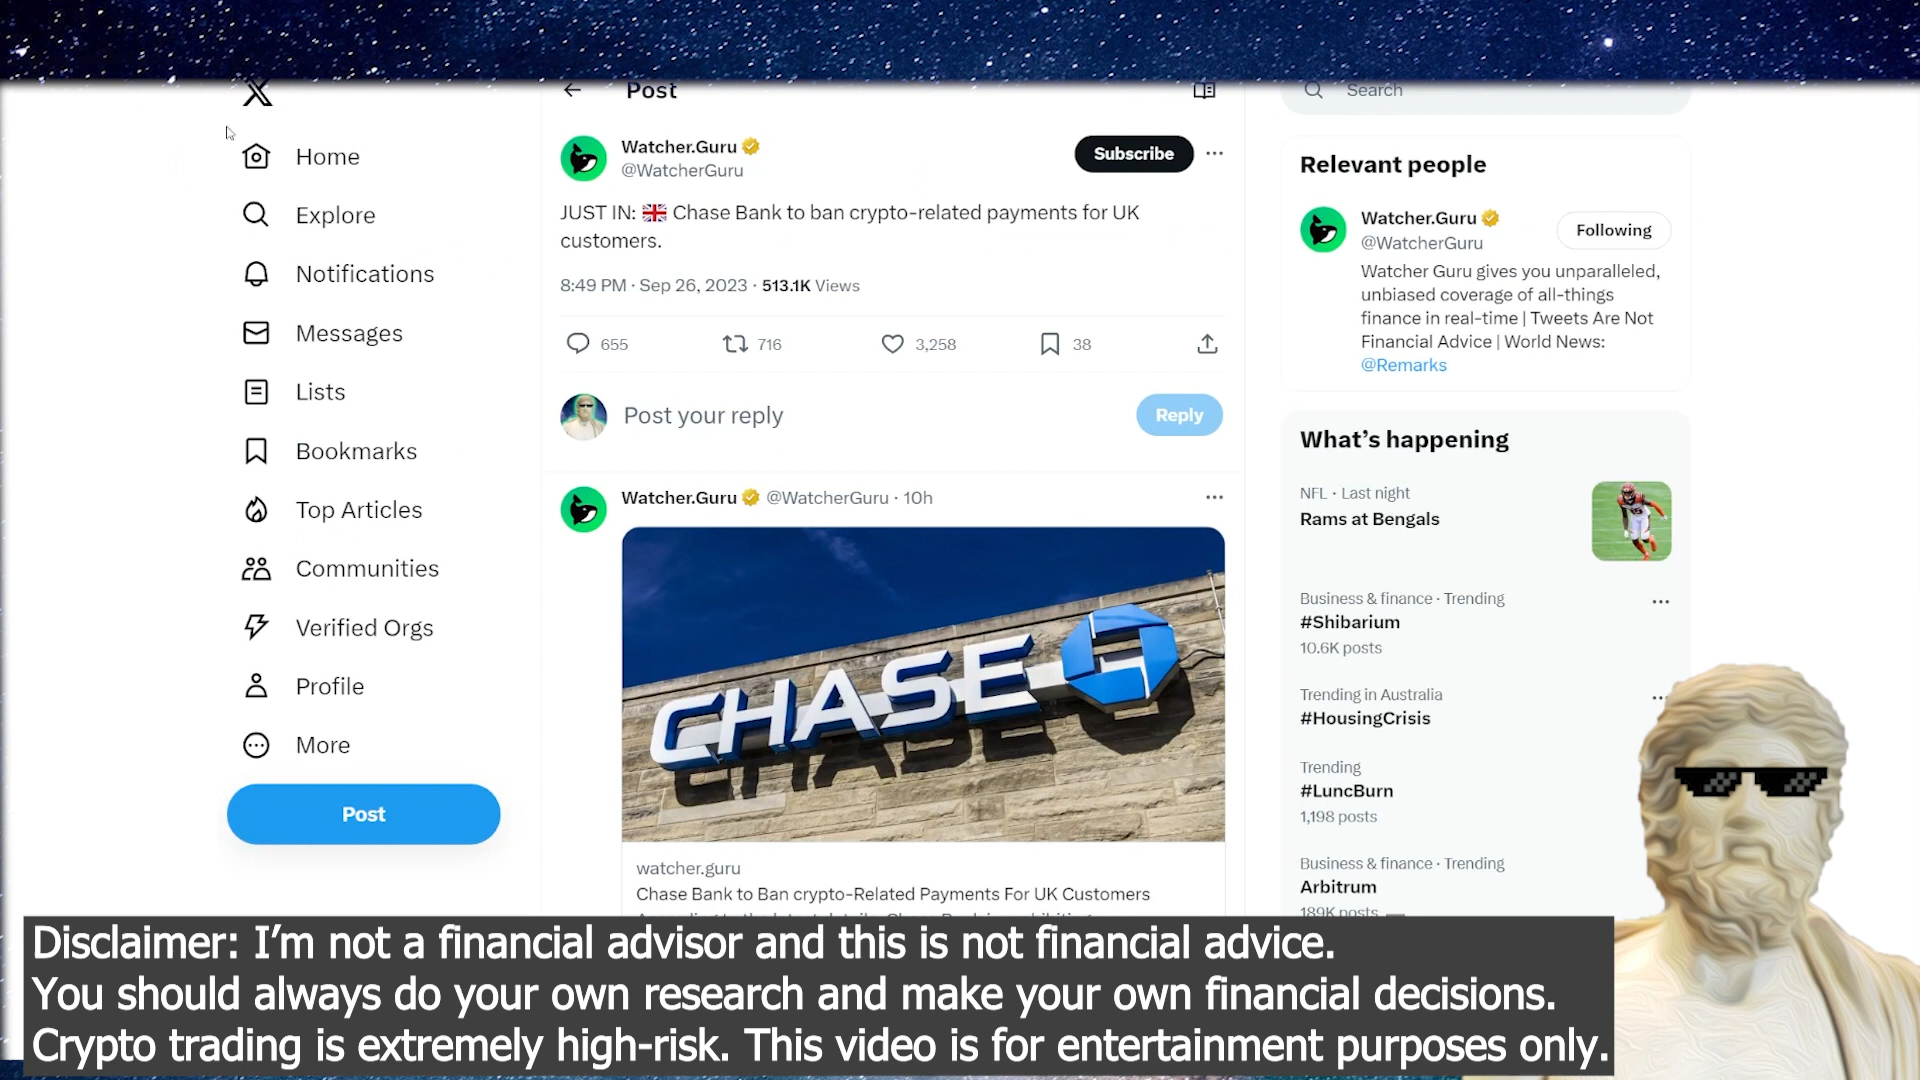 Post
Search
Home
Explore
Notifications
Messages
Lists
Bookmarks
Top Articles
Communities
Verified Orgs
Profile
More
Post
Watcher.Guru
@WatcherGuru
Subscribe
JUST IN: 🇬🇧 Chase Bank to ban crypto-related payments for UK
customers.
8:49 PM · Sep 26, 2023 · 513.1K Views
655 716 3,258 38
Post your reply
Reply
Watcher.Guru @WatcherGuru · 10h
CHASE
watcher.guru
Chase Bank to Ban crypto-Related Payments For UK Customers
Relevant people
Watcher.Guru
@WatcherGuru
Following
Watcher Guru gives you unparalleled,
unbiased coverage of all-things
finance in real-time | Tweets Are Not
Financial Advice | World News:
@Remarks
What's happening
NFL · Last night
Rams at Bengals
Business & finance · Trending
#Shibarium
10.6K posts
Trending in Australia
#HousingCrisis
Trending
#LuncBurn
1,198 posts
Business & finance · Trending
Arbitrum
189K posts
Disclaimer: I'm not a financial advisor and this is not financial advice.
You should always do your own research and make your own financial decisions.
Crypto trading is extremely high-risk. This video is for entertainment purposes only.